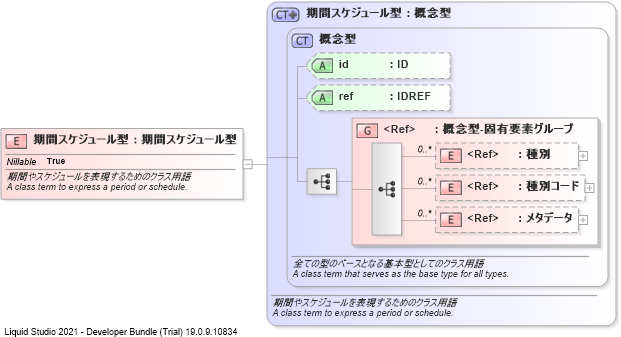 CT 期間スケジュール型 : 概念型
CT 概念型
A id : ID
A ref : IDREF
E 期間スケジュール型 : 期間スケジュール型
Nillable True
期間やスケジュールを表現するためのクラス用語
A class term to express a period or schedule.
G <Ref> : 概念型-固有要素グループ
0..*
E <Ref> : 種別
0..*
E <Ref> : 種別コード
0..*
E <Ref> : メタデータ
全ての型のベースとなる基本型としてのクラス用語
A class term that serves as the base type for all types.
期間やスケジュールを表現するためのクラス用語
A class term to express a period or schedule.
Liquid Studio 2021 - Developer Bundle (Trial) 19.0.9.10834